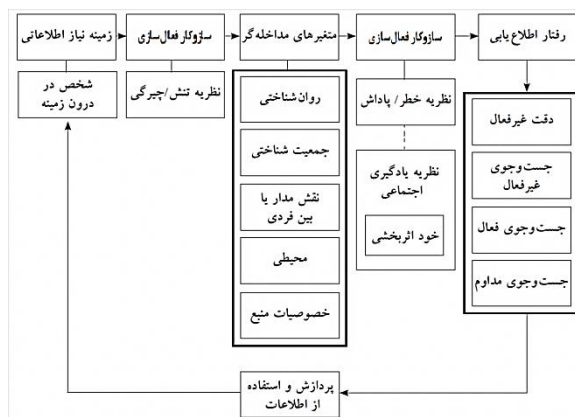 رفتار اطلاع‌یابی
سازوکار فعال‌سازی
متغیرهای مداخله‌گر
سازوکار فعال‌سازی
زمینه نیاز اطلاعاتی
شخص در
درون زمینه
نظریه تنش/چیرگی
روان‌شناختی
جمعیت شناختی
نقش مدار یا
بین فردی
محیطی
خصوصیات منبع
نظریه خطر/ پاداش
نظریه یادگیری
اجتماعی
خود اثربخشی
دقت غیرفعال
جست‌وجوی
غیرفعال
جست‌وجوی فعال
جست‌وجوی مداوم
پردازش و استفاده
از اطلاعات